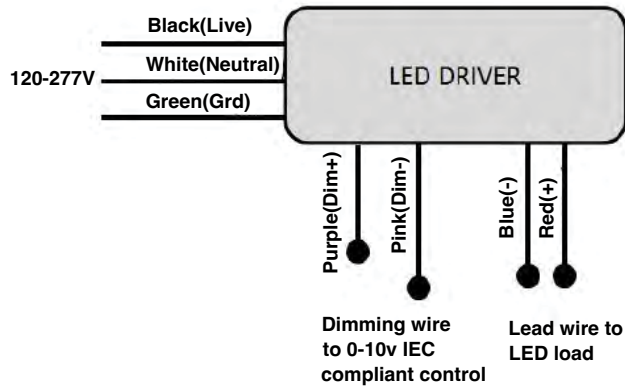 Black(Live)
120-277V
White(Neutral)
Green(Grd)
LED DRIVER
Purple(Dim+)
Pink(Dim-)
Blue(-)
Red(+)
Dimming wire
to 0-10v IEC
compliant control
Lead wire to
LED load